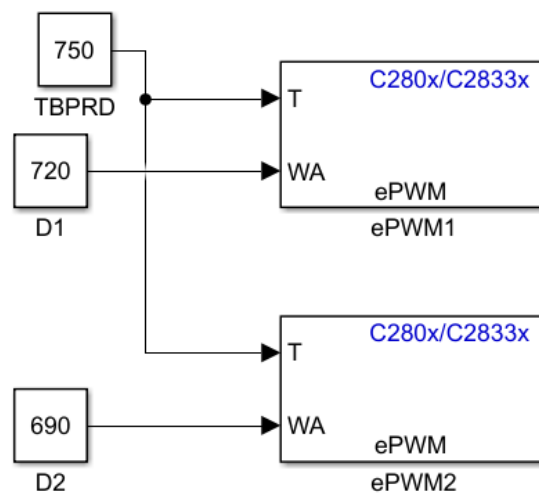 750
TBPRD
C280x/C2833x
T
720
WA
ePWM
D1
ePWM1
C280x/C2833x
T
690
WA
ePWM
D2
ePWM2